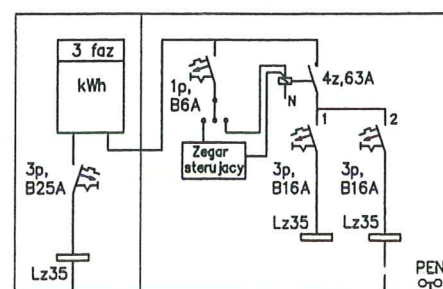 3 faz
kWh
1p,
B6A
N
4z,63A
Zegar
sterujacy
1
2
3p,
B25A
3p,
B16A
3p,
B16A
Lz35
Lz35
Lz35
PEN